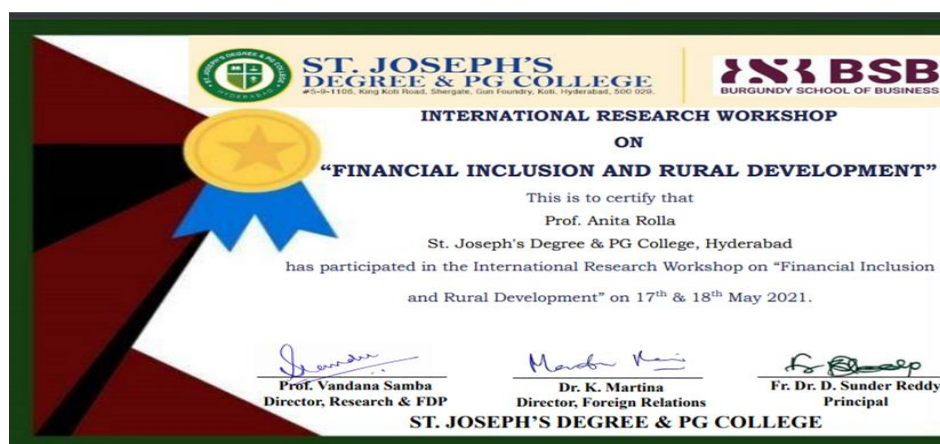 ST. JOSEPH'S
DEGREE & PG COLLEGE
#5-9-1106, King Koti Road, Shergate, Gun Foundry, Koti, Hyderabad, 500 029.
BSB
BURGUNDY SCHOOL OF BUSINESS
INTERNATIONAL RESEARCH WORKSHOP
ON
“FINANCIAL INCLUSION AND RURAL DEVELOPMENT”
This is to certify that
Prof. Anita Rolla
St. Joseph's Degree & PG College, Hyderabad
has participated in the International Research Workshop on “Financial Inclusion
and Rural Development” on 17th & 18th May 2021.
Prof. Vandana Samba
Director, Research & FDP
Dr. K. Martina
Director, Foreign Relations
Fr. Dr. D. Sunder Reddy
Principal
ST. JOSEPH'S DEGREE & PG COLLEGE